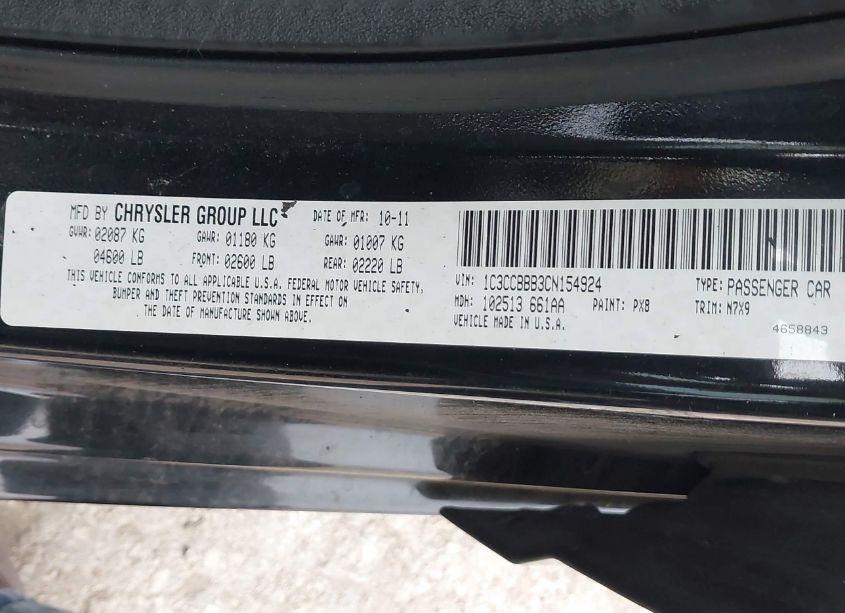 MFD BY CHRYSLER GROUP LLC DATE OF MFR: 10-11
GVWR: 02087 KG GAWR: 01180 KG GAWR: 01007 KG
04600 LB FRONT: 02600 LB REAR: 02220 LB
THIS VEHICLE CONFORMS TO ALL APPLICABLE U.S.A. FEDERAL MOTOR VEHICLE SAFETY,
BUMPER AND THEFT PREVENTION STANDARDS IN EFFECT ON
THE DATE OF MANUFACTURE SHOWN ABOVE.
VIN: 1C3CCBBB3CN154924 TYPE: PASSENGER CAR
MDH: 102513 661AA PAINT: PX8 TRIM: N7X9
VEHICLE MADE IN U.S.A. 4658843